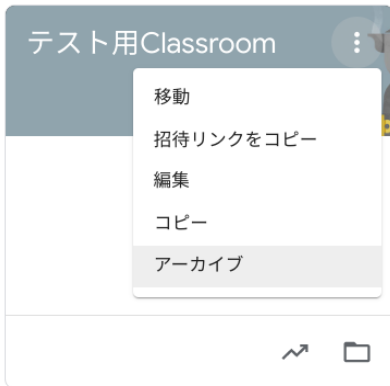 テスト用Classroom
移動
招待リンクをコピー
編集
コピー
アーカイブ